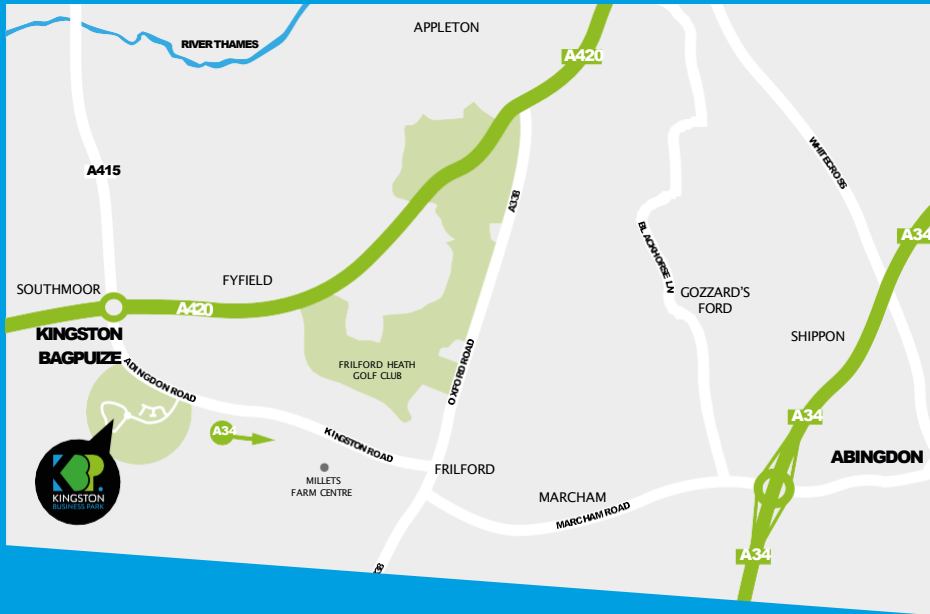 APPLETON
RIVER THAMES
A420
WHITECROSS
A415
A338
BLACKHORSE LN
A34
FYFIELD
SOUTHMOOR
GOZZARD'S
FORD
A420
KINGSTON
BAGPUIZE
SHIPPON
ADINGDON ROAD
FRILFORD HEATH
GOLF CLUB
OXFORD ROAD
A34
A34
KINGSTON ROAD
ABINGDON
FRILFORD
KBP.
KINGSTON
BUSINESS PARK
MILLETS
FARM CENTRE
MARCHAM
MARCHAM ROAD
A34